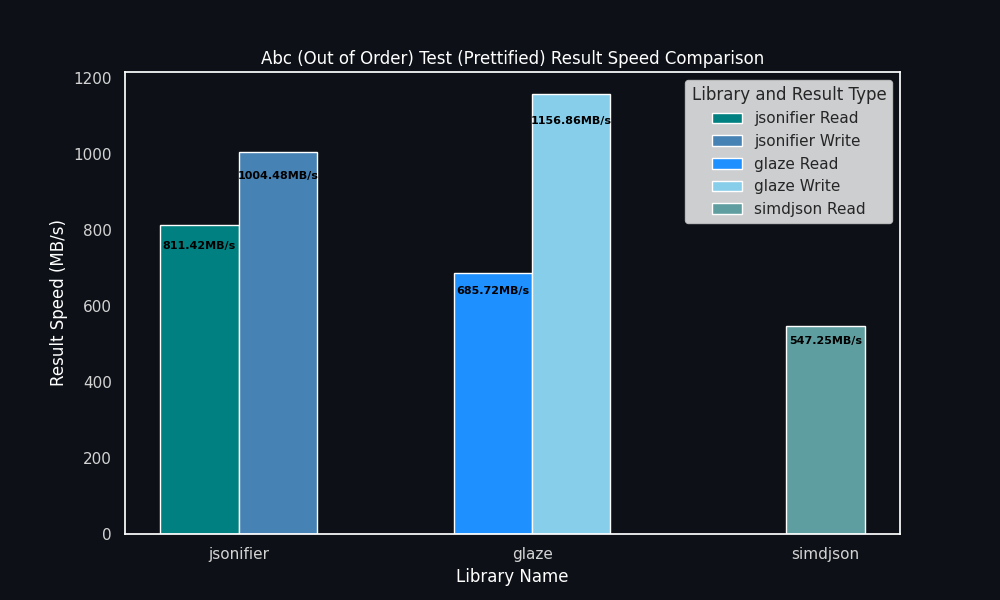 Abc (Out of Order) Test (Prettified) Result Speed Comparison
1200
1000
800
600
400
200
0
Result Speed (MB/s)
Library and Result Type
jsonifier Read
jsonifier Write
glaze Read
glaze Write
simdjson Read
811.42MB/s
1004.48MB/s
685.72MB/s
1156.86MB/s
547.25MB/s
jsonifier
glaze
simdjson
Library Name